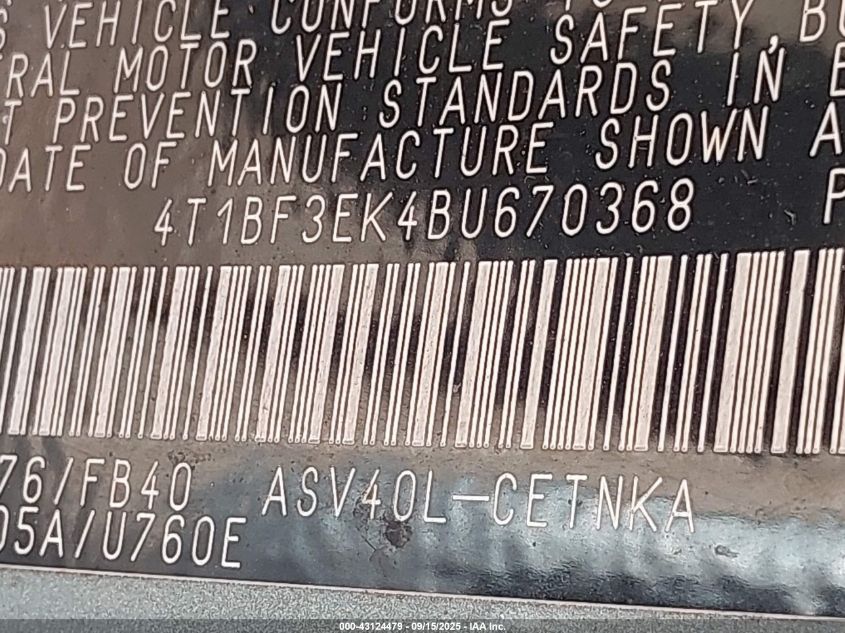 VEHICLE CONFORMS TO
MOTOR VEHICLE SAFETY,
PREVENTION STANDARDS IN
DATE OF MANUFACTURE SHOWN
4T1BF3EK4BU670368 P
76/FB40 ASV40L-CETNKA
05A/U760E
000-43124479 - 09/15/2025 - IAA Inc.